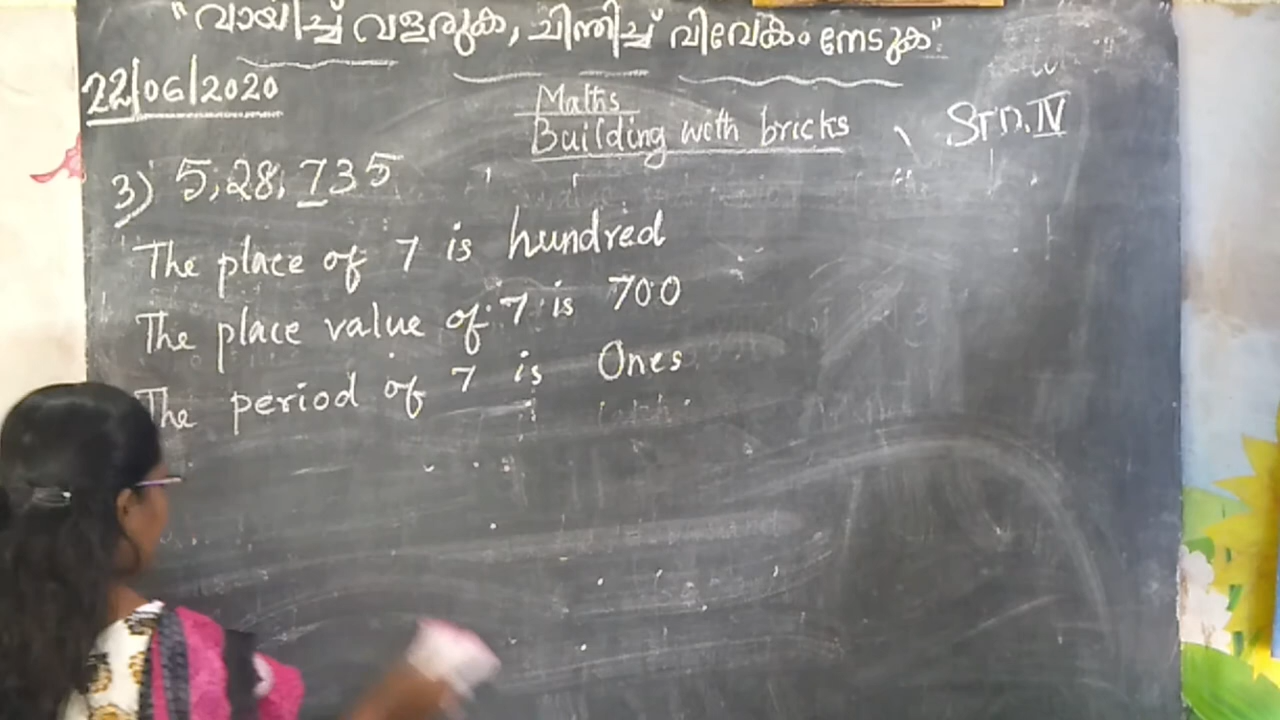 "വായിച്ച് വളരുക, ചിന്തിച്ച് വിവേകം നേടുക"
22/06/2020
Maths
Building with bricks
STD. IV
3) 5,28,735
The place of 7 is hundred
The place value of 7 is 700
The period of 7 is Ones